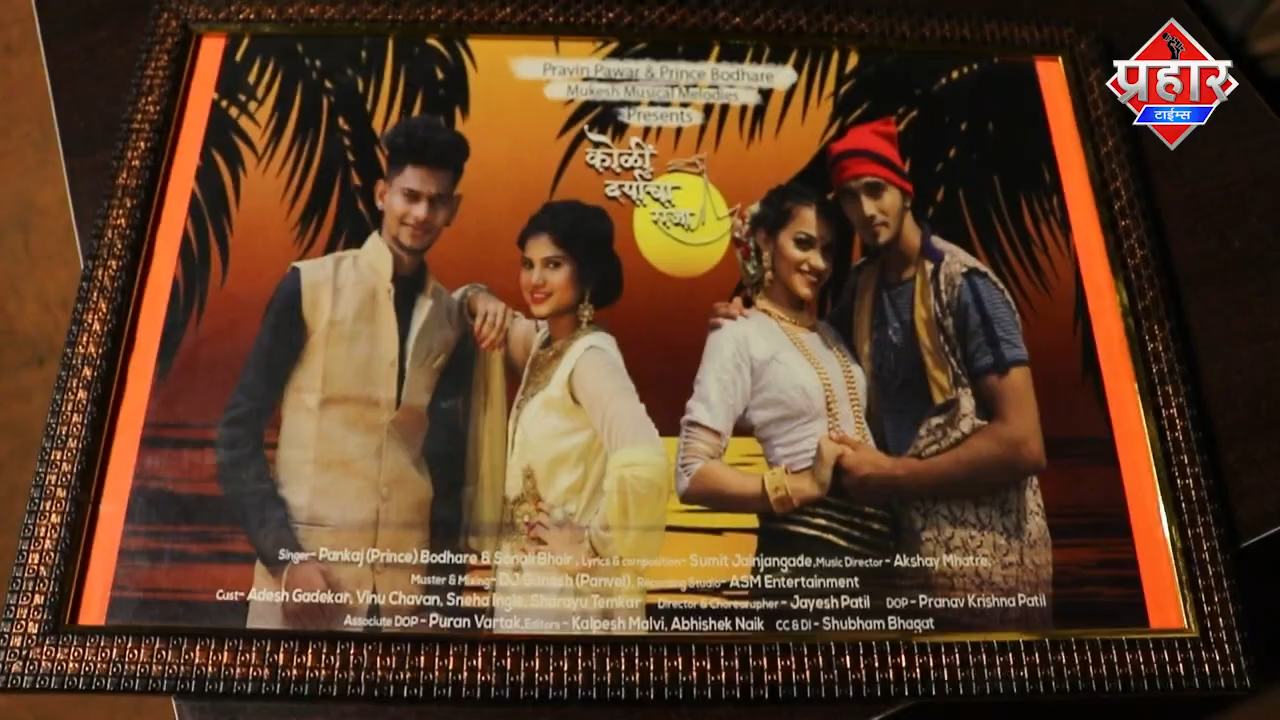 प्रहार
टाईम्स
Pravin Pawar & Prince Bodhare
Mukesh Musical Melodies
Presents
कोळी
दर्याचा
राजा
Singer- Pankaj (Prince) Bodhare & Sonali Bhoir, Lyrics & composition- Sumit Jainjangade, Music Director - Akshay Mhatre,
Muster & Mixing- DJ Ganesh (Panvel), Recording Studio- ASM Entertainment
Cust- Adesh Gadekar, Vinu Chavan, Sneha Ingle, Sharayu Temkar Director & Choreographer - Jayesh Patil DOP - Pranav Krishna Patil
Associute DOP - Puran Vartak, Editors - Kalpesh Malvi, Abhishek Naik CC & DI - Shubham Bhagat